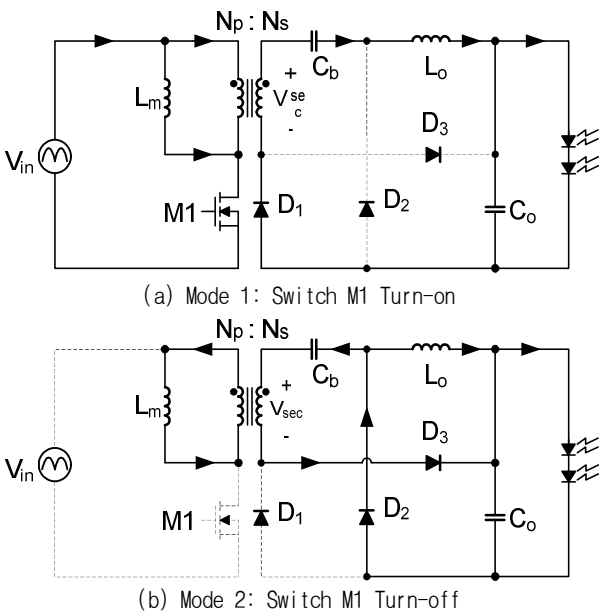 Np : Ns
Cb
Lo
Lm
+
Vsec
-
D3
Vin
M1
D1
D2
Co
(a) Mode 1: Switch M1 Turn-on
Np : Ns
Cb
Lo
Lm
+
Vsec
-
D3
Vin
M1
D1
D2
Co
(b) Mode 2: Switch M1 Turn-off